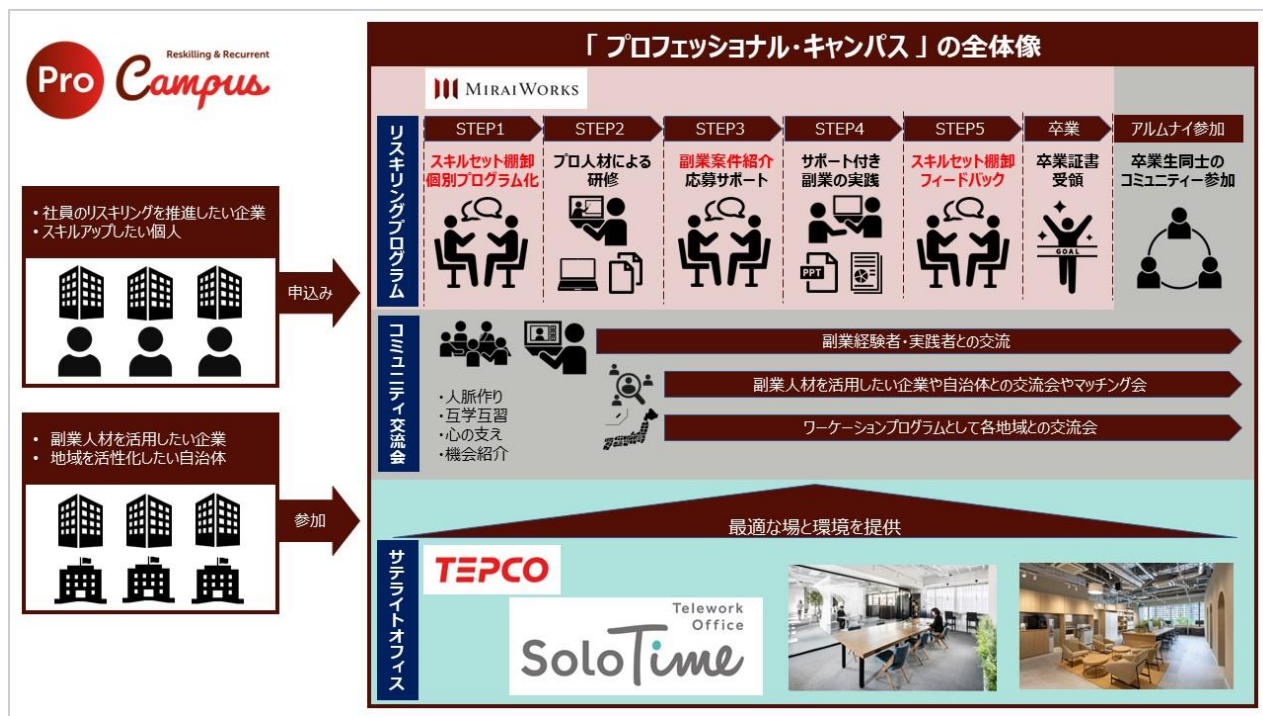 Reskilling & Recurrent
Pro Campus
・社員のリスキリングを推進したい企業
・スキルアップしたい個人
申込み
• 副業人材を活用したい企業
• 地域を活性化したい自治体
参加
「 プロフェッショナル・キャンパス 」の全体像
MIRAIWORKS
リスキリングプログラム
STEP1
スキルセット棚卸
個別プログラム化
STEP2
プロ人材による
研修
STEP3
副業案件紹介
応募サポート
STEP4
サポート付き
副業の実践
PPT
STEP5
スキルセット棚卸
フィードバック
卒業
卒業証書
受領
GOAL
アルムナイ参加
卒業生同士の
コミュニティー参加
コミュニティ交流会
・人脈作り
・互学互習
・心の支え
・機会紹介
副業経験者・実践者との交流
副業人材を活用したい企業や自治体との交流会やマッチング会
ワーケーションプログラムとして各地域との交流会
最適な場と環境を提供
サテライトオフィス
TEPCO
Telework
Office
SoloTime